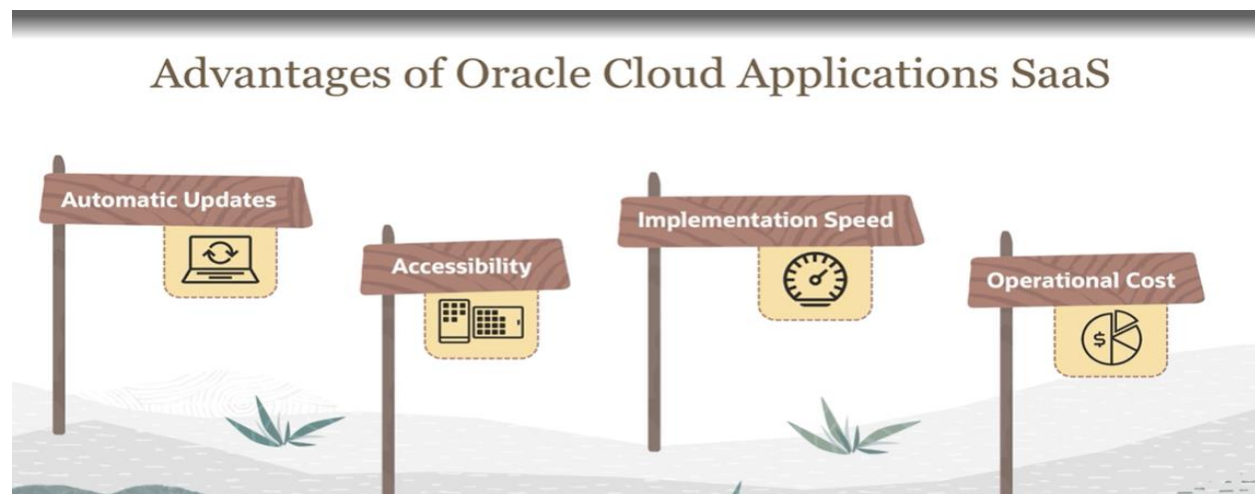 Advantages of Oracle Cloud Applications SaaS
Automatic Updates
Accessibility
Implementation Speed
Operational Cost
$